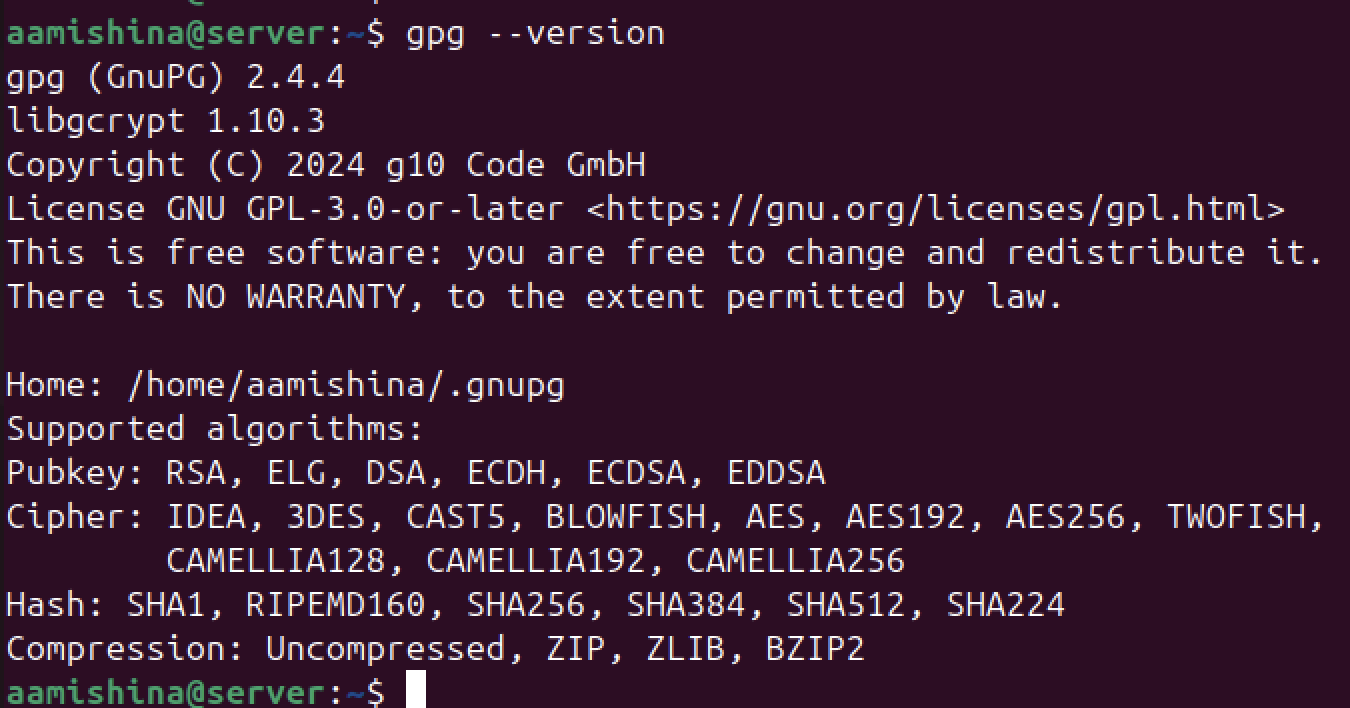 aamishina@server:~$ gpg --version
gpg (GnuPG) 2.4.4
libgcrypt 1.10.3
Copyright (C) 2024 g10 Code GmbH
License GNU GPL-3.0-or-later <https://gnu.org/licenses/gpl.html>
This is free software: you are free to change and redistribute it.
There is NO WARRANTY, to the extent permitted by law.

Home: /home/aamishina/.gnupg
Supported algorithms:
Pubkey: RSA, ELG, DSA, ECDH, ECDSA, EDDSA
Cipher: IDEA, 3DES, CAST5, BLOWFISH, AES, AES192, AES256, TWOFISH,
        CAMELLIA128, CAMELLIA192, CAMELLIA256
Hash: SHA1, RIPEMD160, SHA256, SHA384, SHA512, SHA224
Compression: Uncompressed, ZIP, ZLIB, BZIP2
aamishina@server:~$